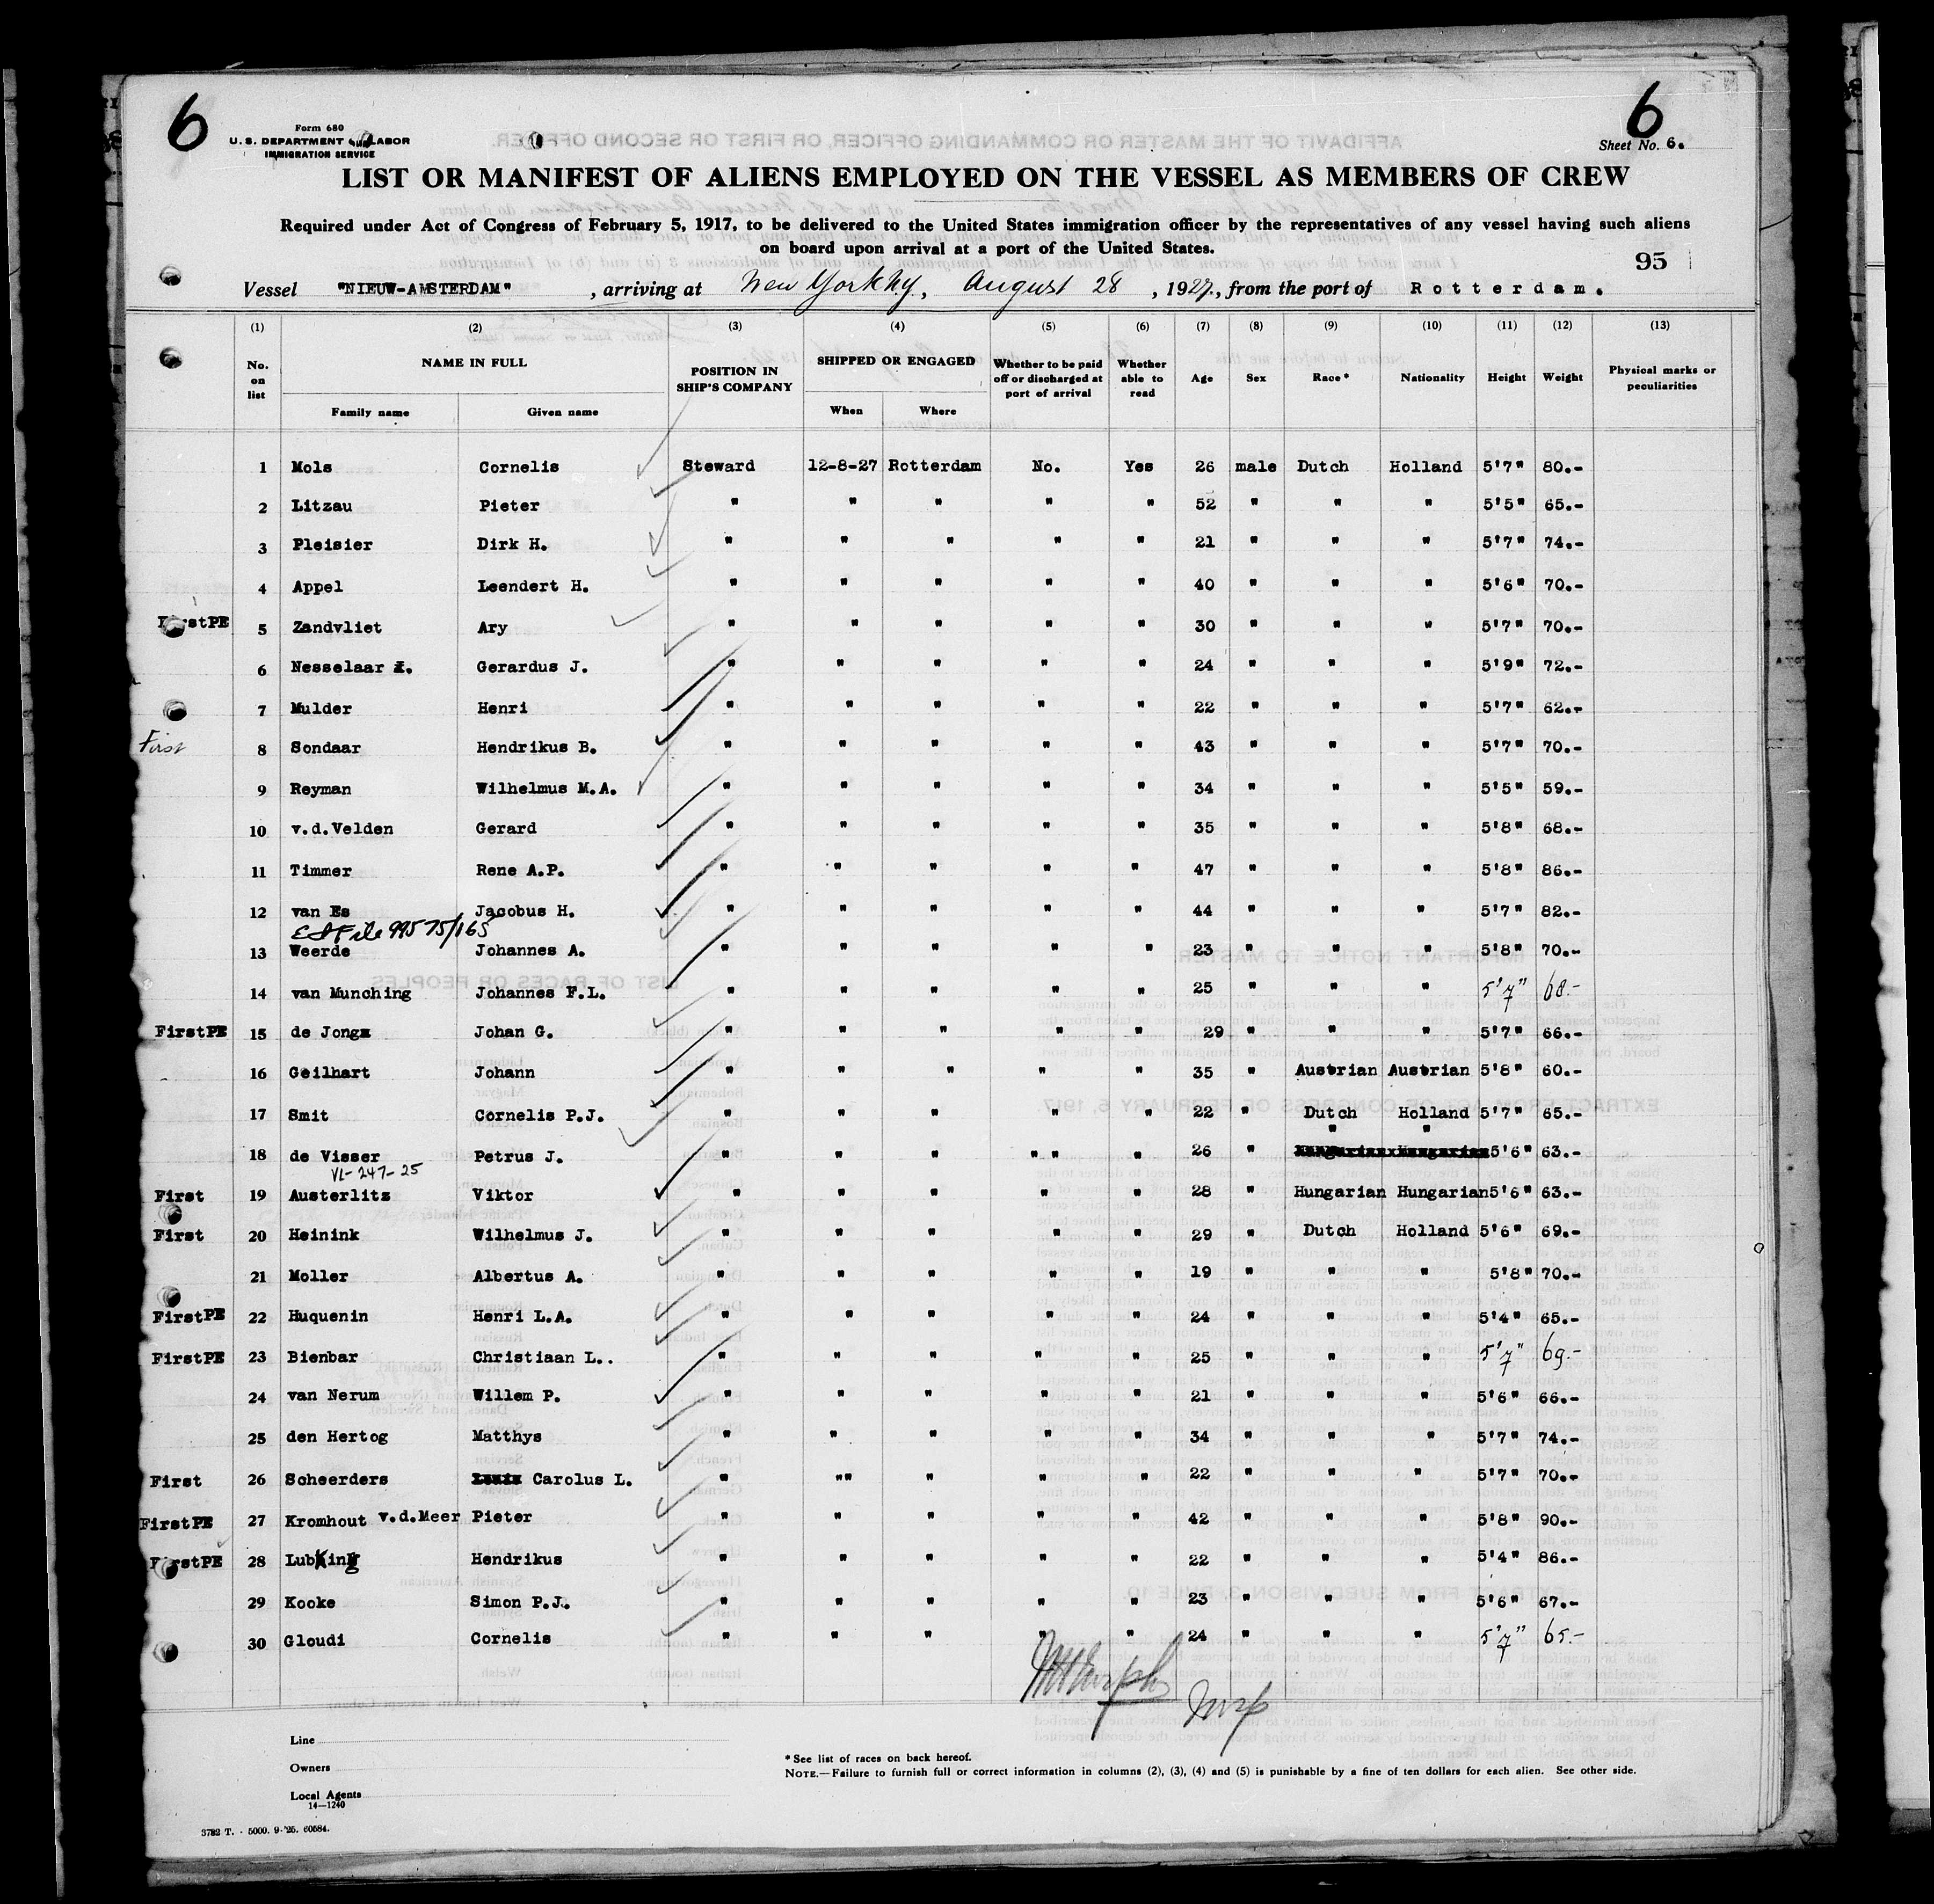 6
6
Form 680
U. S. DEPARTMENT LABOR
IMMIGRATION SERVICE
Sheet No. 6.
LIST OR MANIFEST OF ALIENS EMPLOYED ON THE VESSEL AS MEMBERS OF CREW
Required under Act of Congress of February 5, 1917, to be delivered to the United States immigration officer by the representatives of any vessel having such aliens
on board upon arrival at a port of the United States.
95
Vessel "NIEUW-AMSTERDAM", arriving at New York Ny, August 28, 1927, from the port of Rotterdam.
(1) (2) (3) (4) (5) (6) (7) (8) (9) (10) (11) (12) (13)
No. on list NAME IN FULL Family name Given name POSITION IN SHIP'S COMPANY SHIPPED OR ENGAGED When Where Whether to be paid off or discharged at port of arrival Whether able to read Age Sex Race* Nationality Height Weight Physical marks or peculiarities
1 Mols Cornelis Steward 12-8-27 Rotterdam No. Yes 26 male Dutch Holland 5'7" 80.-
2 Litzau Pieter " " " " " 52 " " " 5'5" 65.-
3 Pleisier Dirk H. " " " " " 21 " " " 5'7" 74.-
4 Appel Leendert H. " " " " " 40 " " " 5'6" 70.-
FirstPE 5 Zandvliet Ary " " " " " 30 " " " 5'7" 70.-
6 Nesselaar Gerardus J. " " " " " 24 " " " 5'9" 72.-
7 Mulder Henri " " " " " 22 " " " 5'7" 62.-
First 8 Sondaar Hendrikus B. " " " " " 43 " " " 5'7" 70.-
9 Reyman Wilhelmus M.A. " " " " " 34 " " " 5'5" 59.-
10 v.d.Velden Gerard " " " " " 35 " " " 5'8" 68.-
11 Timmer Rene A.P. " " " " " 47 " " " 5'8" 86.-
12 van Es Jacobus H. " " " " " 44 " " " 5'7" 82.-
File 99575/165
13 Weerde Johannes A. " " " " " 23 " " " 5'8" 70.-
14 van Munching Johannes F.L. " " " " " 25 " " " 5'7" 68.-
FirstPE 15 de Jong Johan G. " " " " " 29 " " " 5'7" 66.-
16 Geilhart Johann " " " " " 35 " Austrian Austrian 5'8" 60.-
17 Smit Cornelis P.J. " " " " " 22 " Dutch Holland 5'7" 65.-
18 de Visser Petrus J. " " " " " " 26 " " " 5'6" 63.-
VL-247-25
First 19 Austerlitz Viktor " " " " " 28 " Hungarian Hungarian 5'6" 63.-
First 20 Heinink Wilhelmus J. " " " " " 29 " Dutch Holland 5'6" 69.-
21 Moller Albertus A. " " " " " 19 " " " 5'8" 70.-
FirstPE 22 Huquenin Henri L.A. " " " " " 24 " " " 5'4" 65.-
FirstPE 23 Bienbar Christiaan L.. " " " " " 25 " " " 5'7" 69.-
24 van Nerum Willem P. " " " " " 21 " " " 5'6" 66.-
25 den Hertog Matthys " " " " " 34 " " " 5'7" 74.-
First 26 Scheerders Carolus L. " "" " " " 22 " " " 5'7" 70.-
FirstPE 27 Kromhout v.d.Meer Pieter " " " " " 42 " " " 5'8" 90.-
FirstPE 28 Lubking Hendrikus " " " " " 22 " " " 5'4" 86.-
29 Kooke Simon P.J. " " " " " 23 " " " 5'6" 67.-
30 Gloudi Cornelis " " " " " 24 " " " 5'7" 65.-
Line
Owners
Local Agents
14—1240
*See list of races on back hereof.
NOTE.—Failure to furnish full or correct information in columns (2), (3), (4) and (5) is punishable by a fine of ten dollars for each alien. See other side.
3782 T. - 5000. 9-'25. 60584.